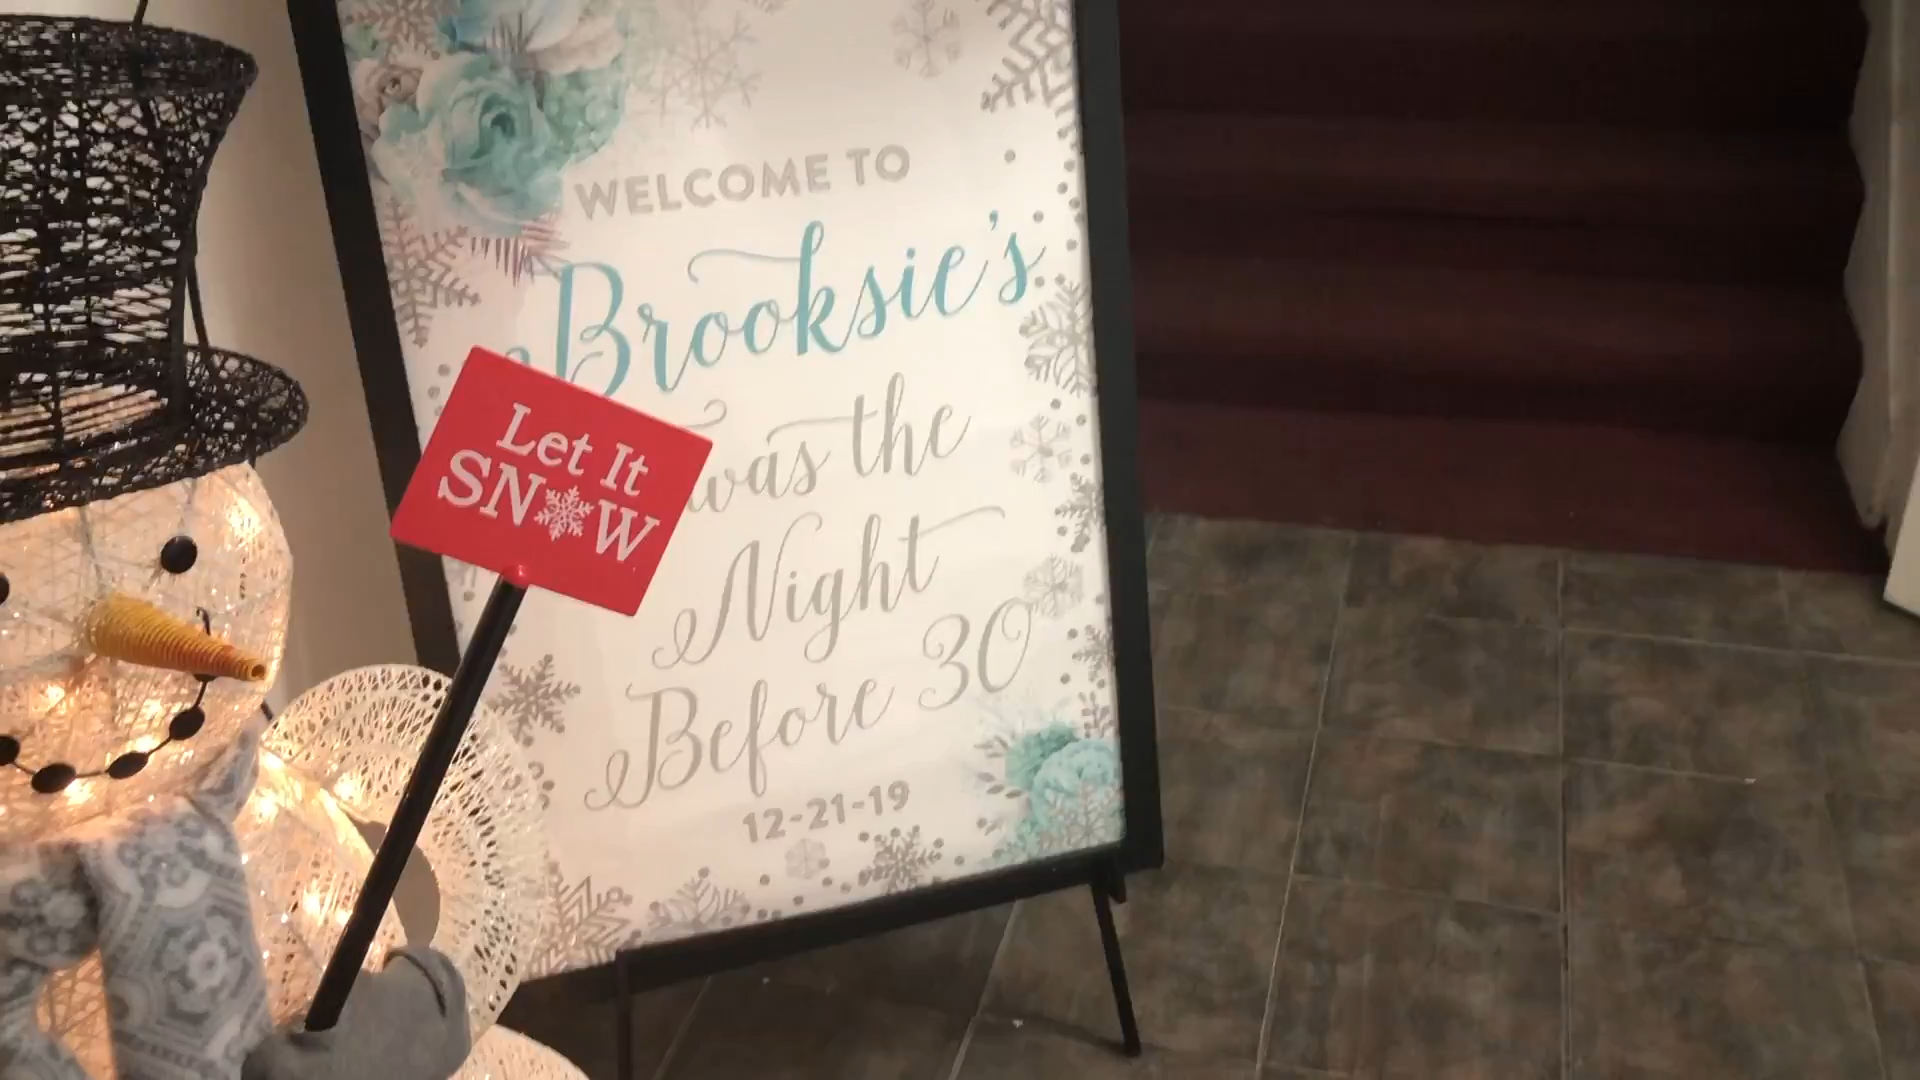 WELCOME TO
Brooksie's
was the
Night
Before 30
12-21-19
Let It
SNOW